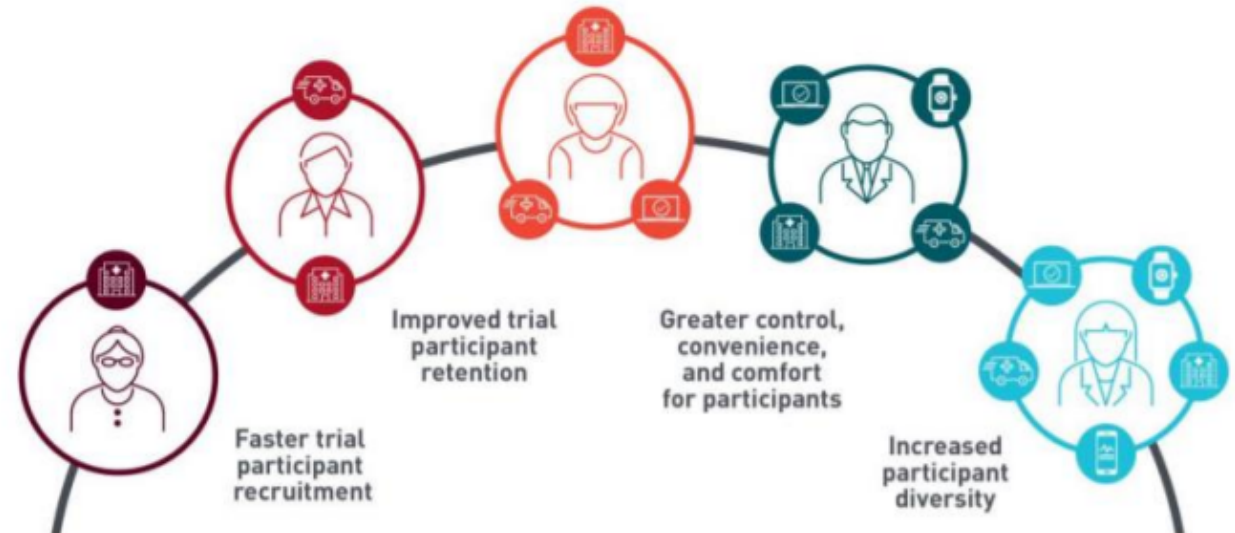 Improved trial
participant
retention
Greater control,
convenience,
and comfort
for participants
Faster trial
participant
recruitment
Increased
participant
diversity